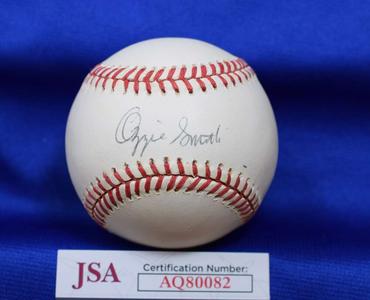 Ozzie Smith
JSA
Certification Number:
AQ80082